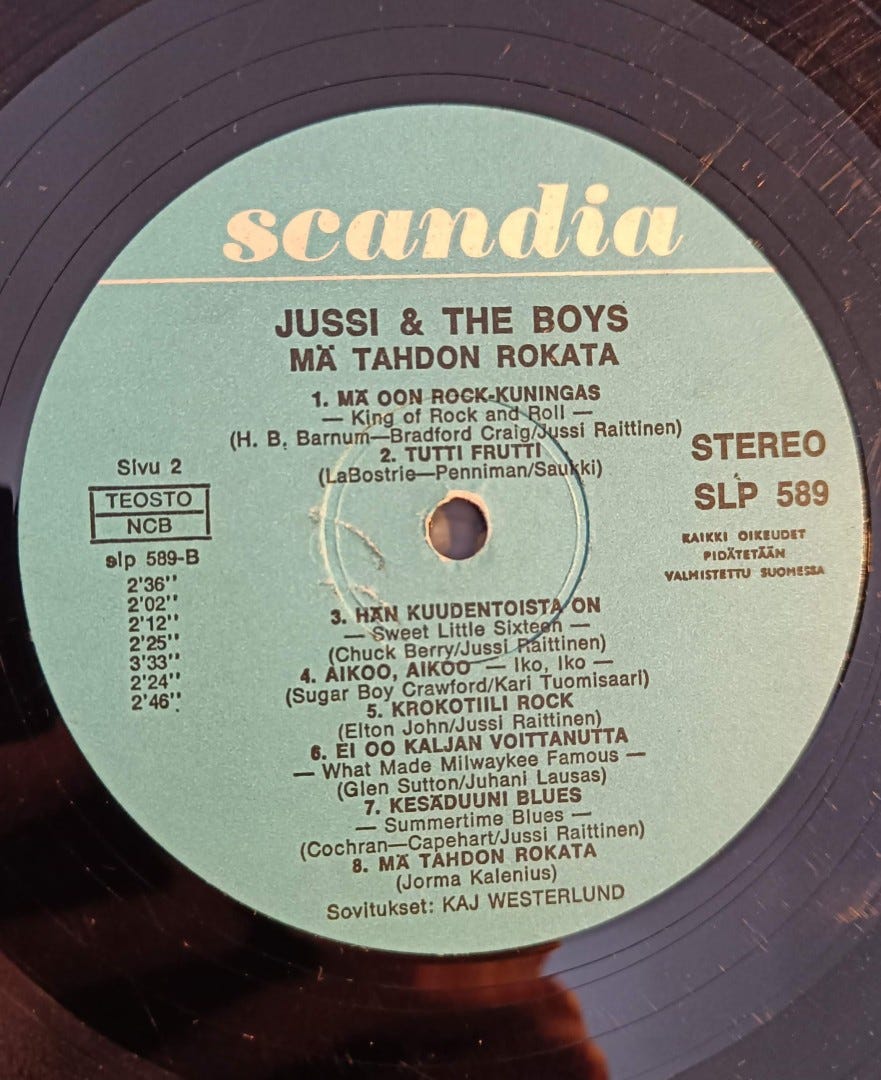 scandia
JUSSI & THE BOYS
MÄ TAHDON ROKATA
1. MÄ OON ROCK-KUNINGAS
— King of Rock and Roll —
(H. B. Barnum—Bradford Craig/Jussi Raittinen)
2. TUTTI FRUTTI
(LaBostrie—Penniman/Saukki)
Sivu 2
TEOSTO
NCB
slp 589-B
2'36''
2'02''
2'12''
2'25''
3'33''
2'24''
2'46''
STEREO
SLP 589
KAIKKI OIKEUDET
PIDÄTETÄÄN
VALMISTETTU SUOMESSA
3. HÄN KUUDENTOISTA ON
— Sweet Little Sixteen —
(Chuck Berry/Jussi Raittinen)
4. AIKOO, AIKOO — Iko, Iko —
(Sugar Boy Crawford/Kari Tuomisaari)
5. KROKOTIILI ROCK
(Elton John/Jussi Raittinen)
6. EI OO KALJAN VOITTANUTTA
— What Made Milwaykee Famous —
(Glen Sutton/Juhani Lausas)
7. KESÄDUUNI BLUES
— Summertime Blues —
(Cochran—Capehart/Jussi Raittinen)
8. MÄ TAHDON ROKATA
(Jorma Kalenius)
Sovitukset: KAJ WESTERLUND